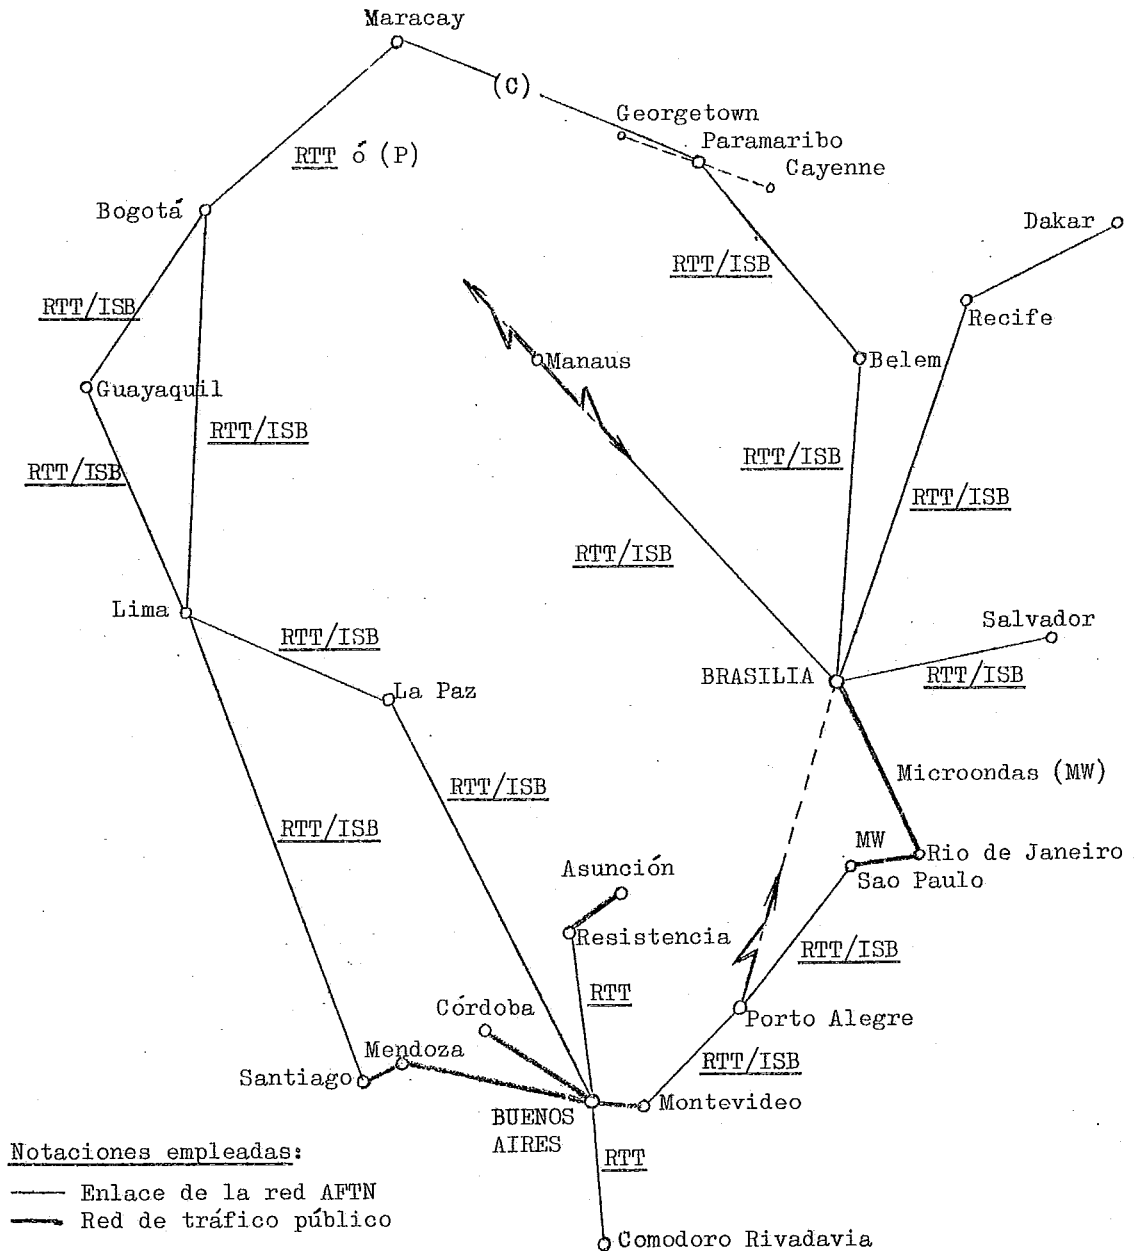 Maracay
(C)
Georgetown
Paramaribo
Cayenne
RTT ó (P)
Bogotá
Dakar
RTT/ISB
Recife
RTT/ISB
Manaus
Belem
Guayaquil
RTT/ISB
RTT/ISB
RTT/ISB
RTT/ISB
RTT/ISB
Lima
Salvador
RTT/ISB
BRASILIA
RTT/ISB
La Paz
Microondas (MW)
RTT/ISB
RTT/ISB
MW
Rio de Janeiro
Sao Paulo
Asunción
Resistencia
RTT/ISB
RTT
Córdoba
Porto Alegre
Mendoza
RTT/ISB
Santiago
Montevideo
BUENOS
AIRES
Notaciones empleadas:
RTT
Enlace de la red AFTN
Red de tráfico público
Comodoro Rivadavia